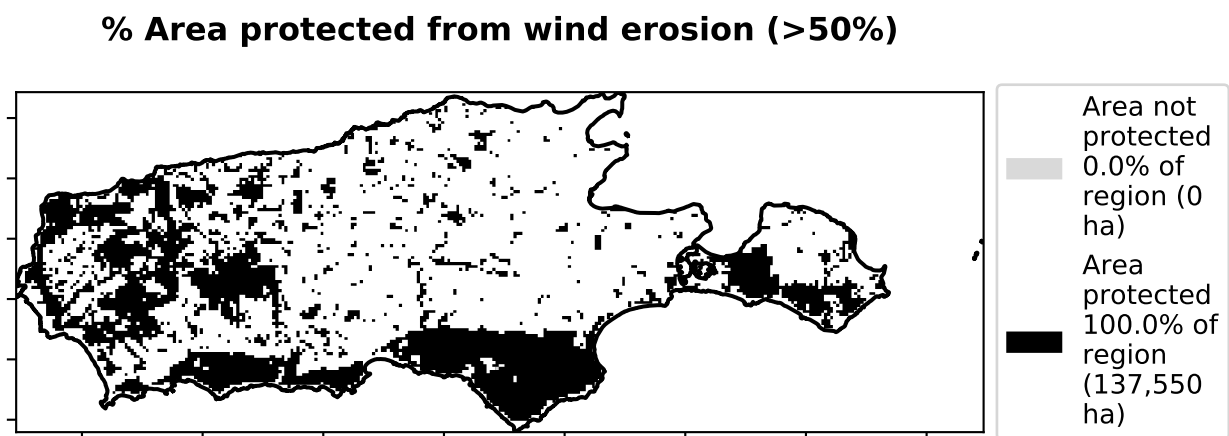 % Area protected from wind erosion (>50%)
Area not
protected
0.0% of
region (0
ha)
Area
protected
100.0% of
region
(137,550
ha)